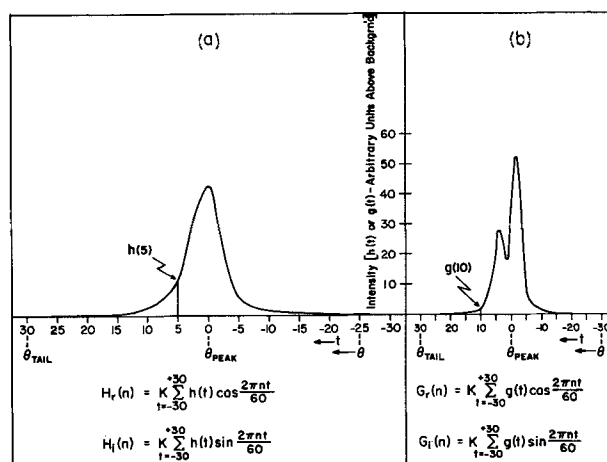 (a)
(b)
Intensity [h(t) or g(t)-Arbitrary Units Above Backgrnd]
60
50
40
30
20
10
h(5)
g(10)
30 25 20 15 10 5 0 -5 -10 -15 -20 -25 -30
30 20 10 0 -10 -20 -30
← t
← θ
← t
← θ
θTAIL
θPEAK
θTAIL
θPEAK
Hr(n) = K +30 ∑ t=-30 h(t) cos 2πnt/60
Gr(n) = K +30 ∑ t=-30 g(t) cos 2πnt/60
Hi(n) = K +30 ∑ t=-30 h(t) sin 2πnt/60
Gi(n) = K +30 ∑ t=-30 g(t) sin 2πnt/60